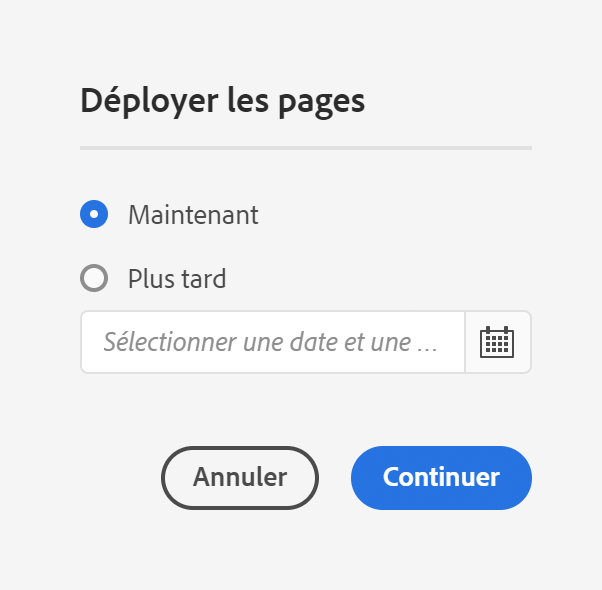 Déployer les pages
Maintenant
Plus tard
Sélectionner une date et une ...
Annuler
Continuer